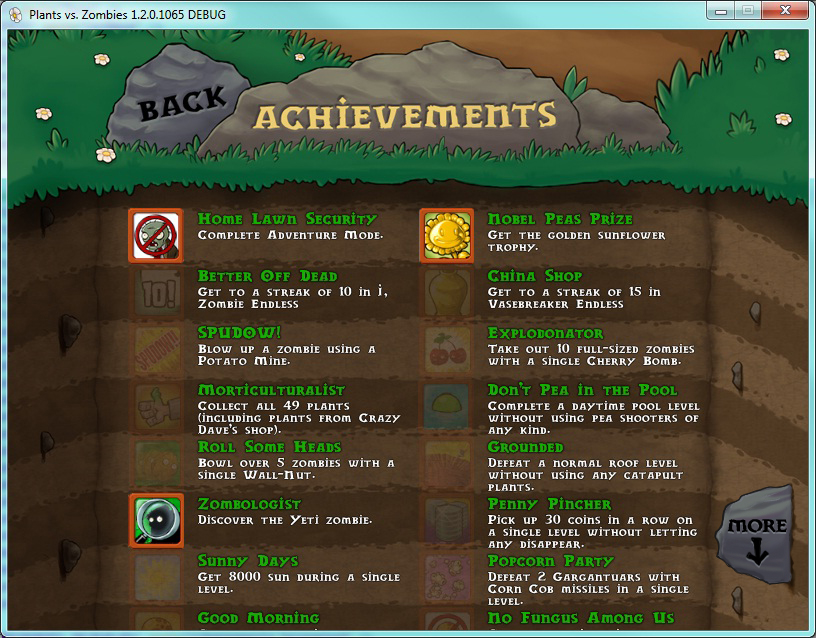 Plants vs. Zombies 1.2.0.1065 DEBUG
BACK
ACHIEVEMENTS
Home Lawn Security
Complete Adventure Mode.
Nobel Peas Prize
Get the golden sunflower
trophy.
Better Off Dead
Get to a streak of 10 in i,
Zombie Endless
China Shop
Get to a streak of 15 in
Vasebreaker Endless
10!
SPUDOW!
Blow up a zombie using a
Potato Mine.
Explodonator
Take out 10 full-sized zombies
with a single Cherry Bomb.
Morticulturalist
Collect all 49 plants
(including plants from Crazy
Dave's shop).
Don't Pea in the Pool
Complete a daytime pool level
without using pea shooters of
any kind.
Roll Some Heads
Bowl over 5 zombies with a
single Wall-Nut.
Grounded
Defeat a normal roof level
without using any catapult
plants.
Zombologist
Discover the Yeti zombie.
Penny Pincher
Pick up 30 coins in a row on
a single level without letting
any disappear.
MORE
Sunny Days
Get 8000 sun during a single
level.
Popcorn Party
Defeat 2 Gargantuars with
Corn Cob missiles in a single
level.
Good Morning
No Fungus Among Us